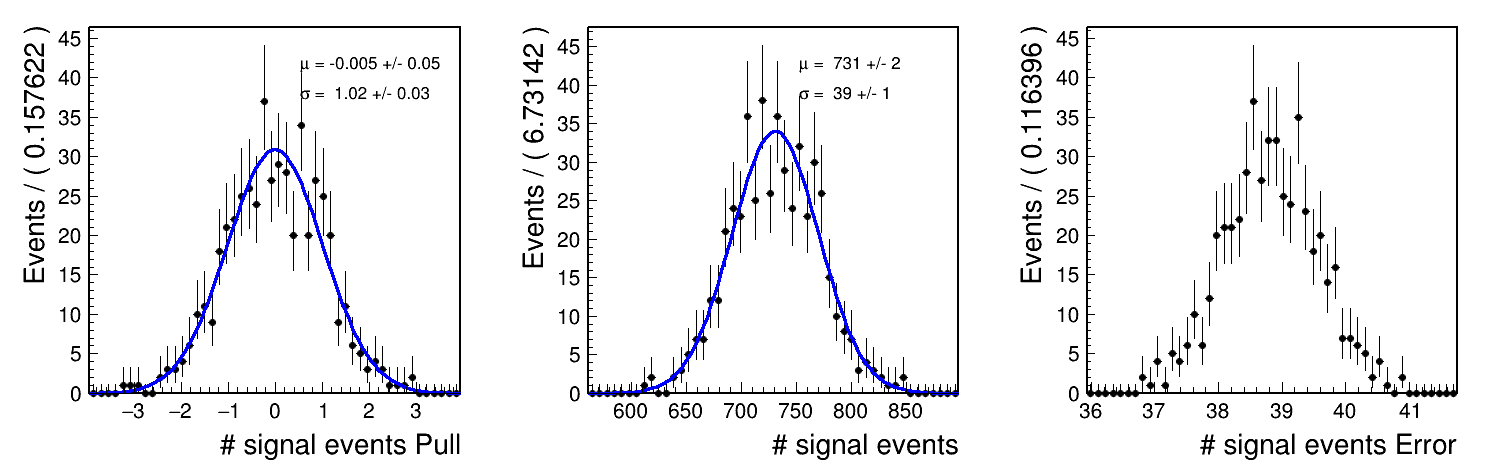 Events / ( 0.157622 )
45
40
35
30
25
20
15
10
5
0
μ = -0.005 +/- 0.05
σ = 1.02 +/- 0.03
−3 −2 −1 0 1 2 3
# signal events Pull
Events / ( 6.73142 )
45
40
35
30
25
20
15
10
5
0
μ = 731 +/- 2
σ = 39 +/- 1
600 650 700 750 800 850
# signal events
Events / ( 0.116396 )
45
40
35
30
25
20
15
10
5
0
36 37 38 39 40 41
# signal events Error